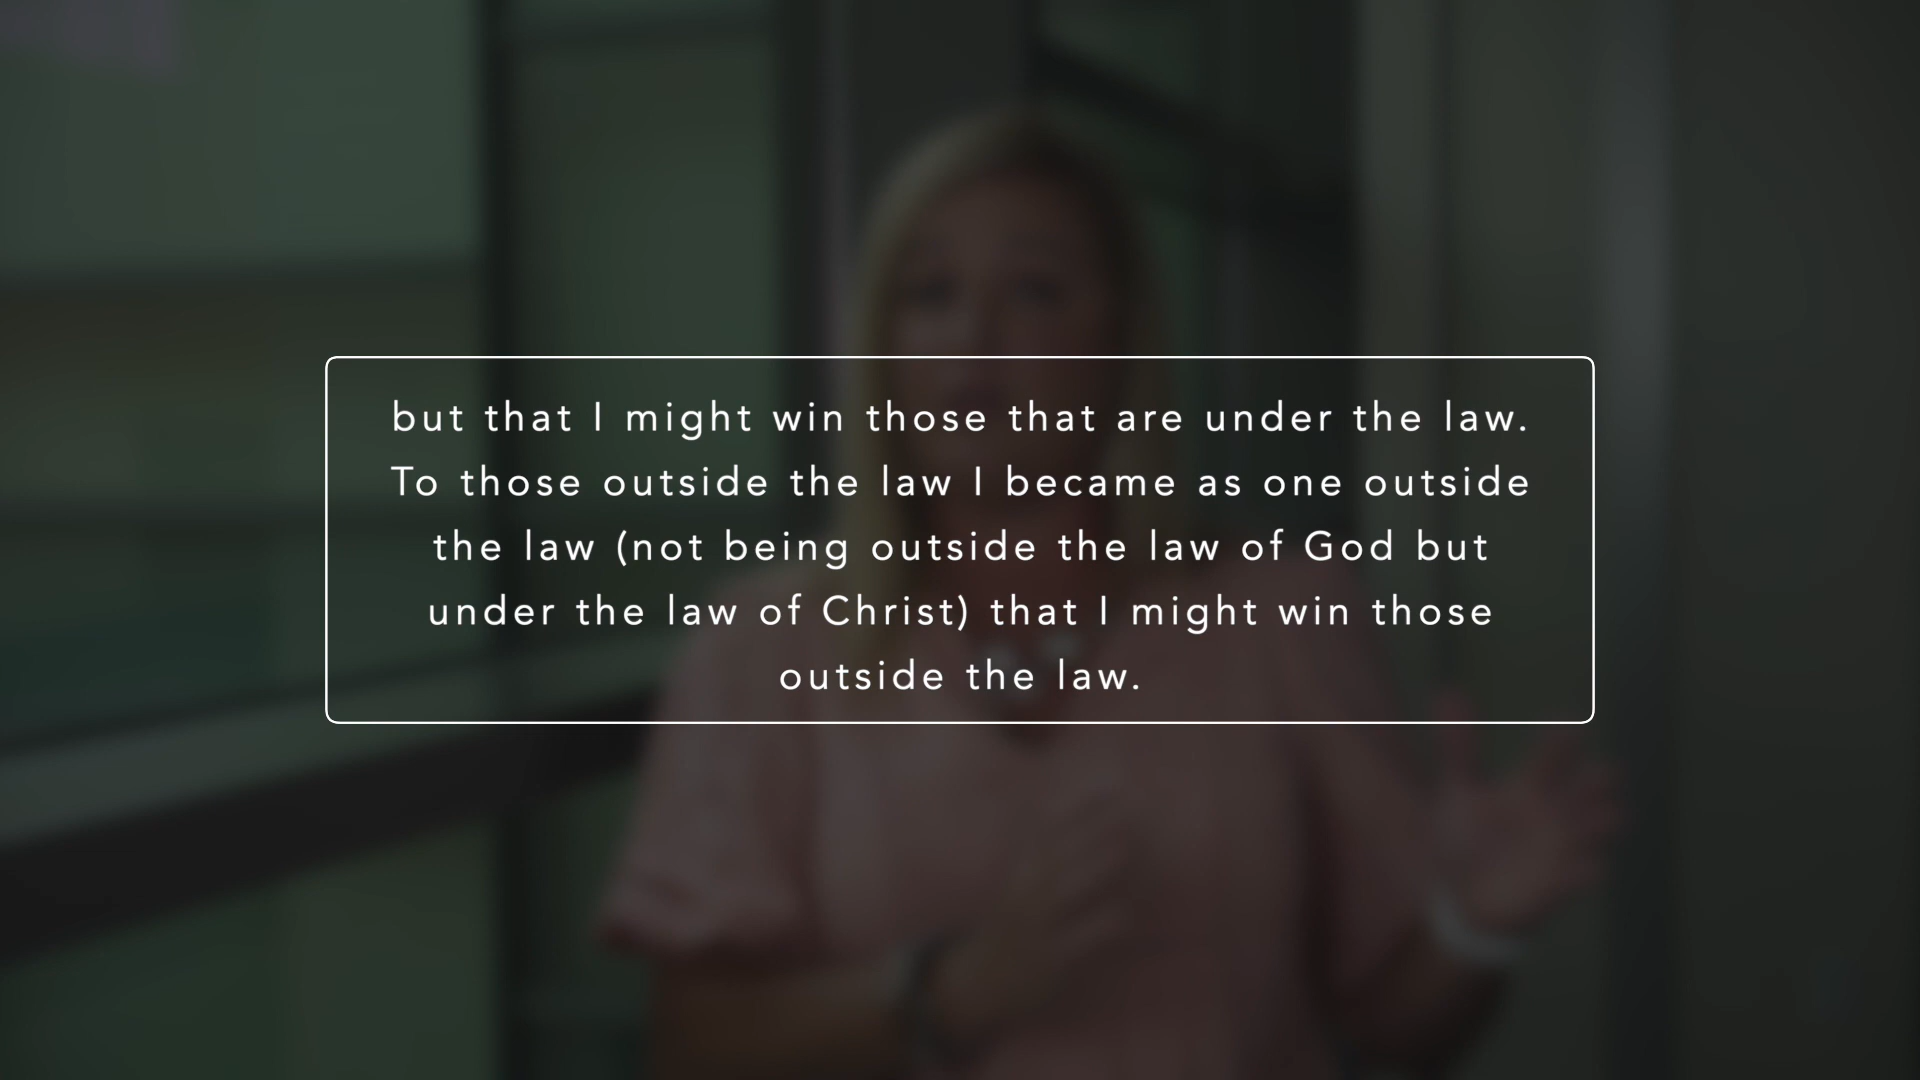 but that I might win those that are under the law.
To those outside the law I became as one outside
the law (not being outside the law of God but
under the law of Christ) that I might win those
outside the law.